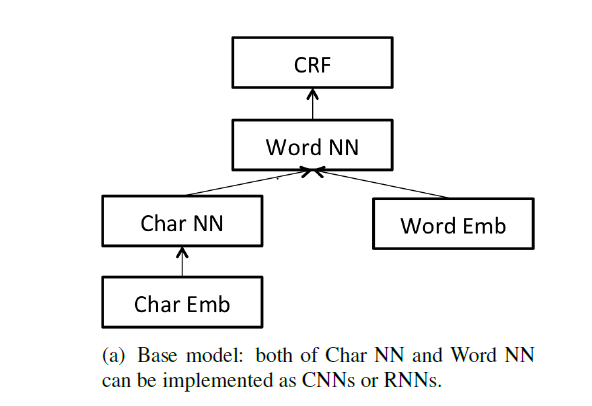 CRF
Word NN
Char NN
Word Emb
Char Emb
(a) Base model: both of Char NN and Word NN
can be implemented as CNNs or RNNs.